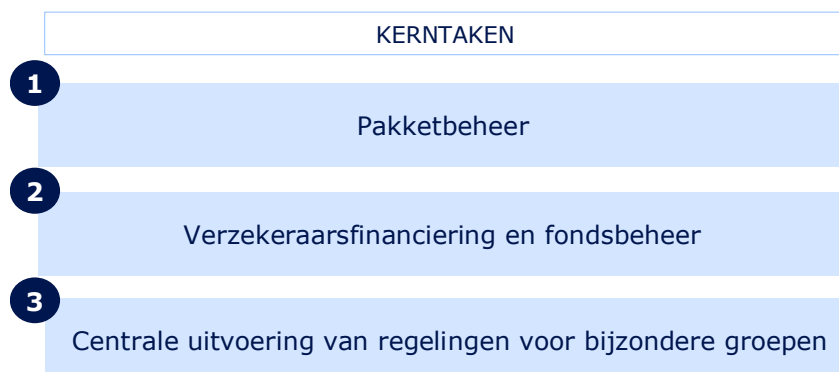 KERNTAKEN
1
Pakketbeheer
2
Verzekeraarsfinanciering en fondsbeheer
3
Centrale uitvoering van regelingen voor bijzondere groepen